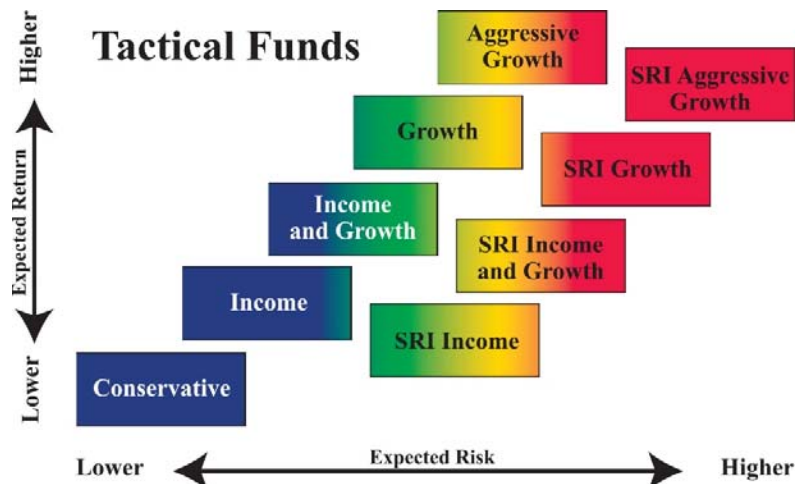 Tactical Funds
Higher
Expected Return
Lower
Aggressive
Growth
SRI Aggressive
Growth
Growth
SRI Growth
Income
and Growth
SRI Income
and Growth
Income
SRI Income
Conservative
Lower
Expected Risk
Higher